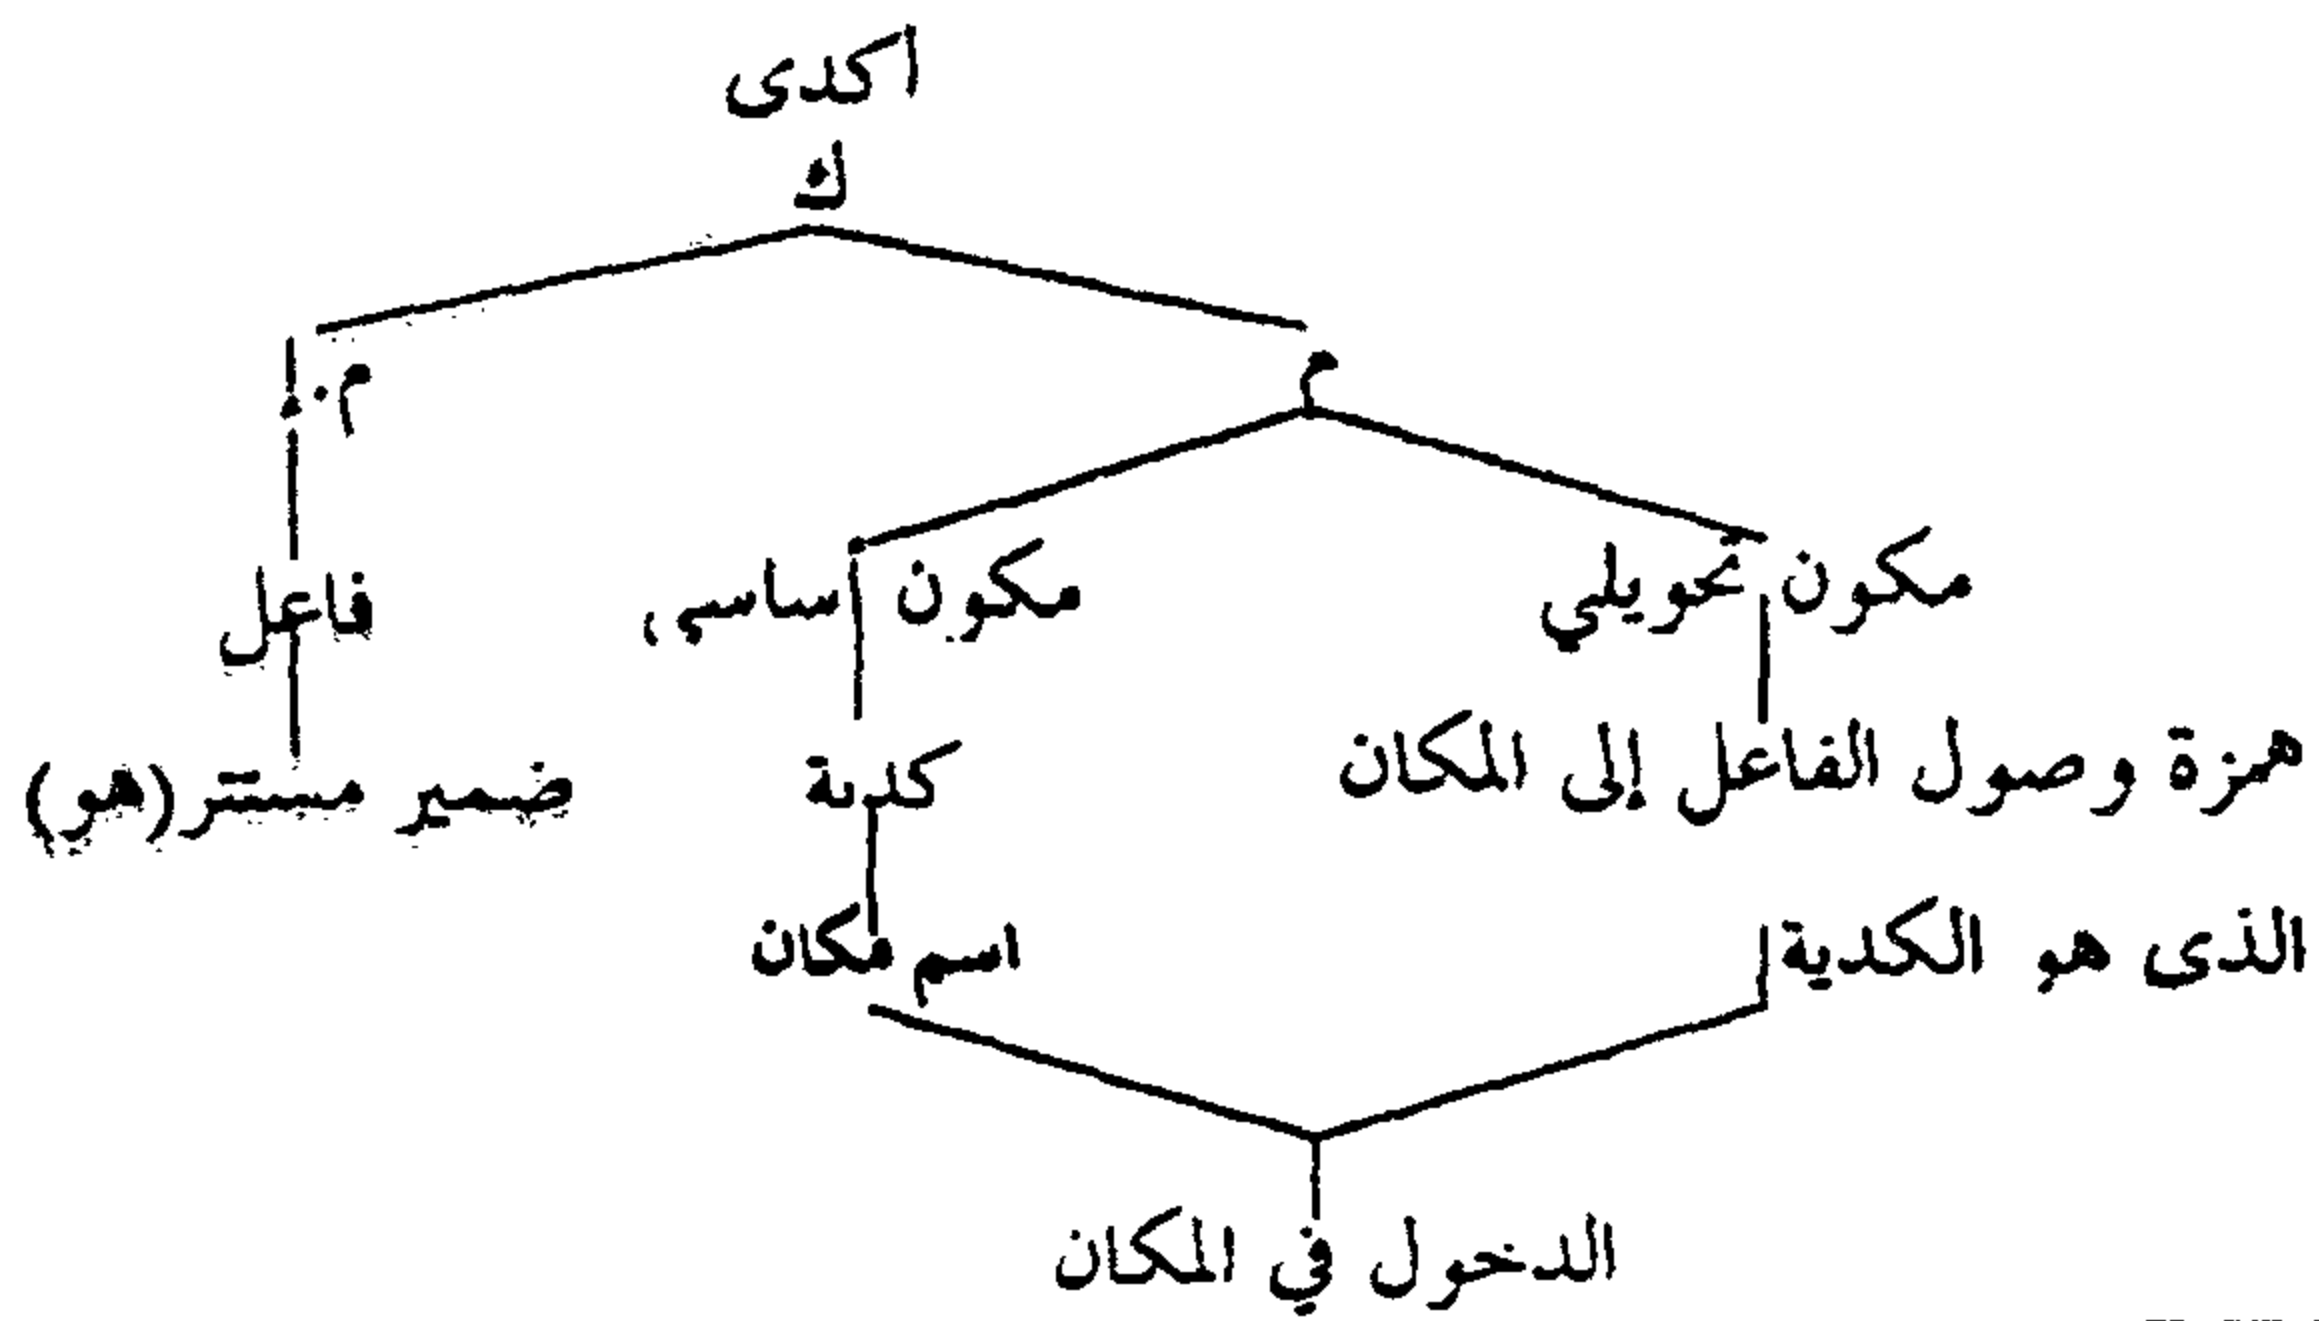 اكدى
ك
م
م.إ
مكون تحويلي
مكون اساسي
فاعل
همزة وصول الفاعل إلى المكان
كدية
ضمير مستتر (هو)
الذى هو الكدية
اسم مكان
الدخول في المكان